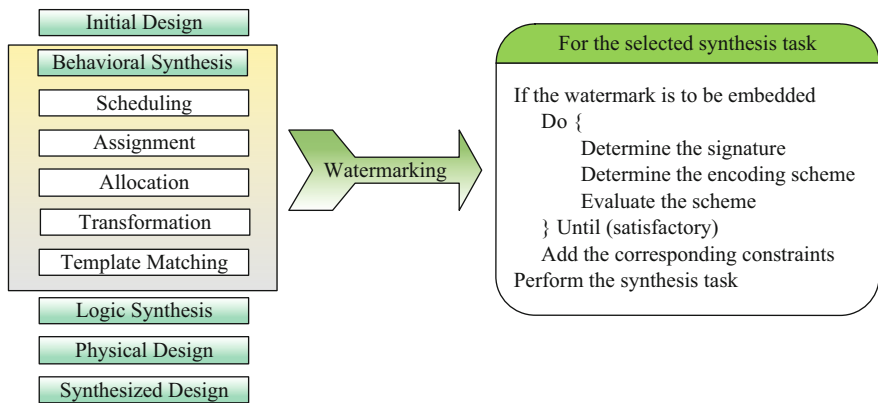 Initial Design
Behavioral Synthesis
Scheduling
Assignment
Allocation
Transformation
Template Matching
Logic Synthesis
Physical Design
Synthesized Design
Watermarking
For the selected synthesis task
If the watermark is to be embedded
Do {
Determine the signature
Determine the encoding scheme
Evaluate the scheme
} Until (satisfactory)
Add the corresponding constraints
Perform the synthesis task